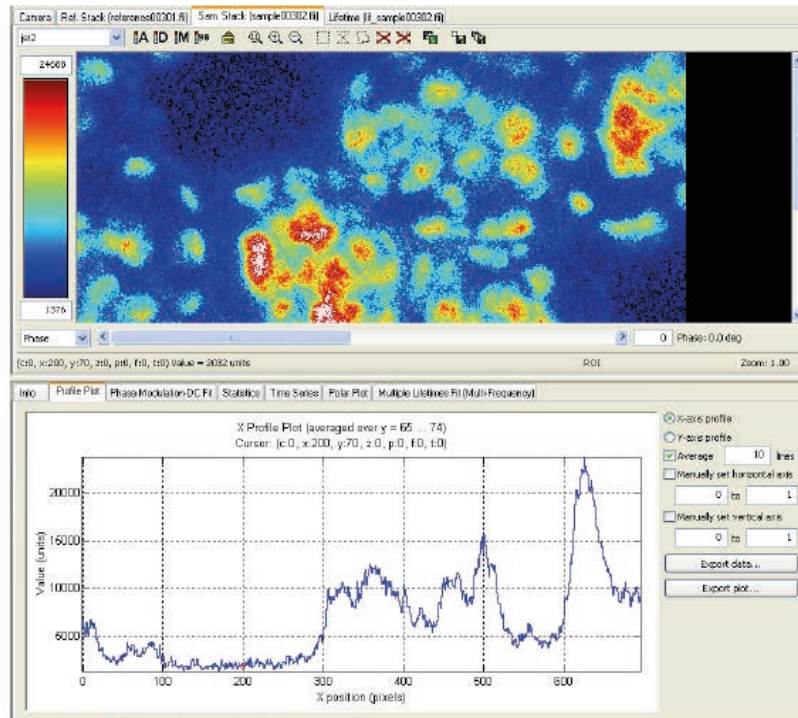 Camera Ref. Stack (reference00301.fli) Sam. Stack (sample00302.fli) Lifetime (lif_sample00302.fli)
jet2 A D M
24600
1376
Phase 0 Phase: 0.0 deg
(c:0, x:200, y:70, z:0, p:0, f:0, t:0) Value = 2032 units ROI Zoom: 1.00
Info Profile Plot Phase-Modulation-DC Fit Statistics Time Series Polar Plot Multiple Lifetimes Fit (Multi-Frequency)
X Profile Plot (averaged over y = 65 ... 74)
Cursor: (c:0, x:200, y:70, z:0, p:0, f:0, t:0)
Value (units)
20000
15000
10000
5000
0 100 200 300 400 500 600
X position (pixels)
X-axis profile
Y-axis profile
Average 10 lines
Manually set horizontal axis
0 to 1
Manually set vertical axis
0 to 1
Export data...
Export plot...